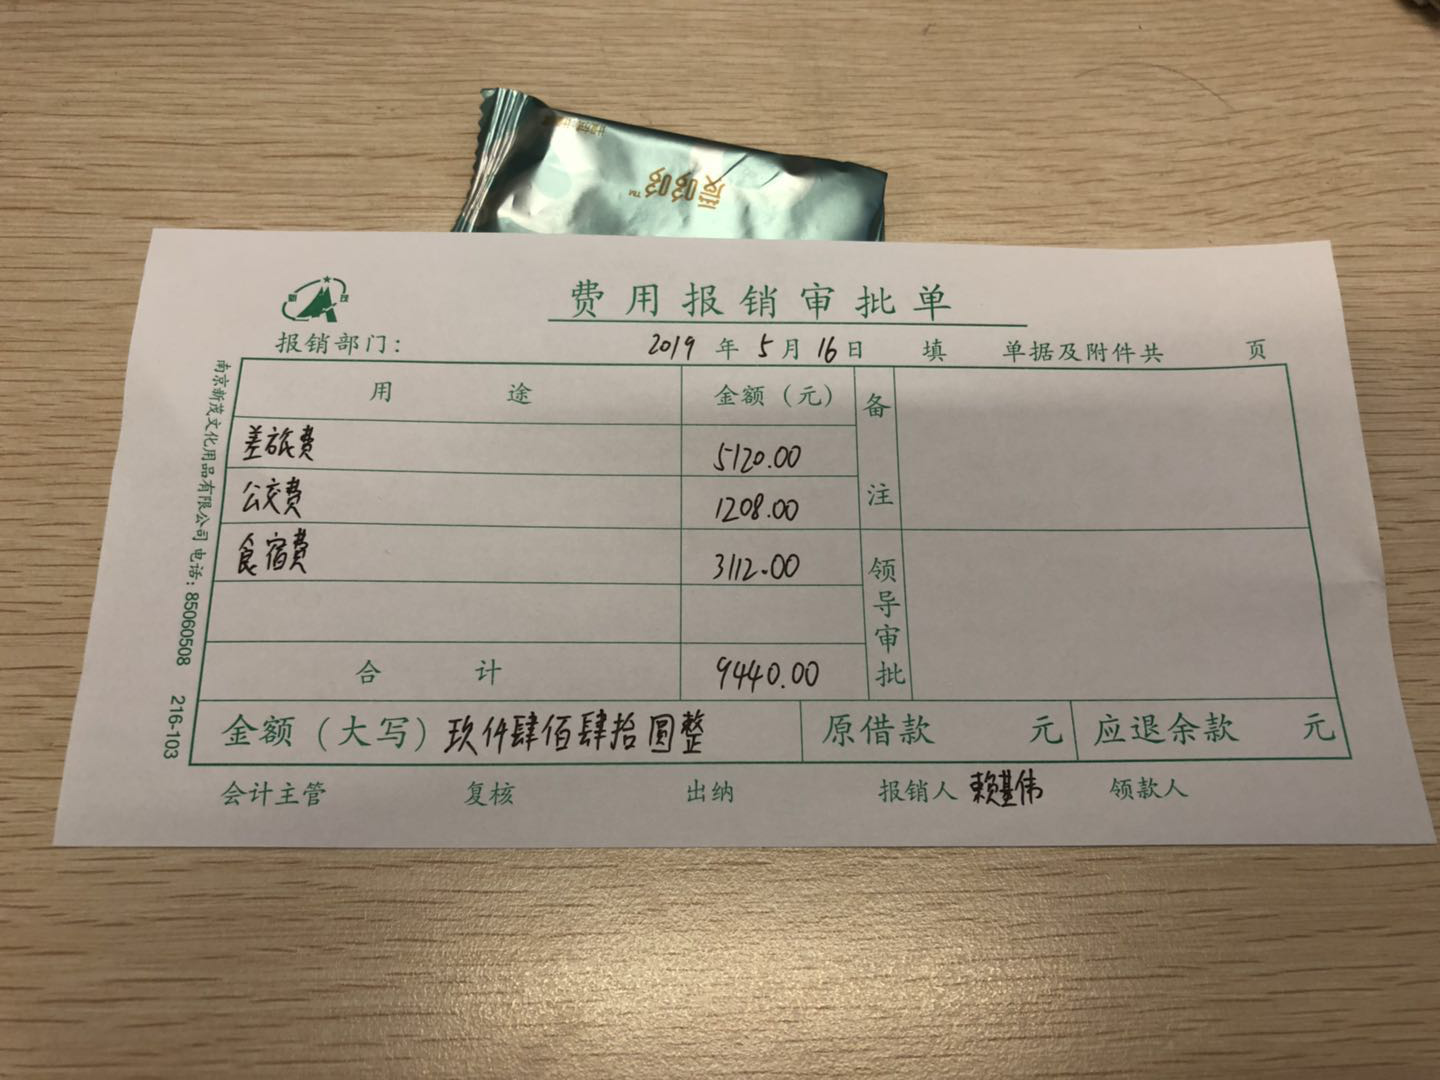 费用报销审批单
报销部门： 2019 年 5 月 16 日 填 单据及附件共 页
用途 金额（元） 备注
差旅费 5120.00
公交费 1208.00
食宿费 3112.00
领导审批
合计 9440.00
金额（大写）玖仟肆佰肆拾圆整 原借款 元 应退余款 元
会计主管 复核 出纳 报销人 赖基伟 领款人
南京新茂文化用品有限公司 电话：85060508 216-103